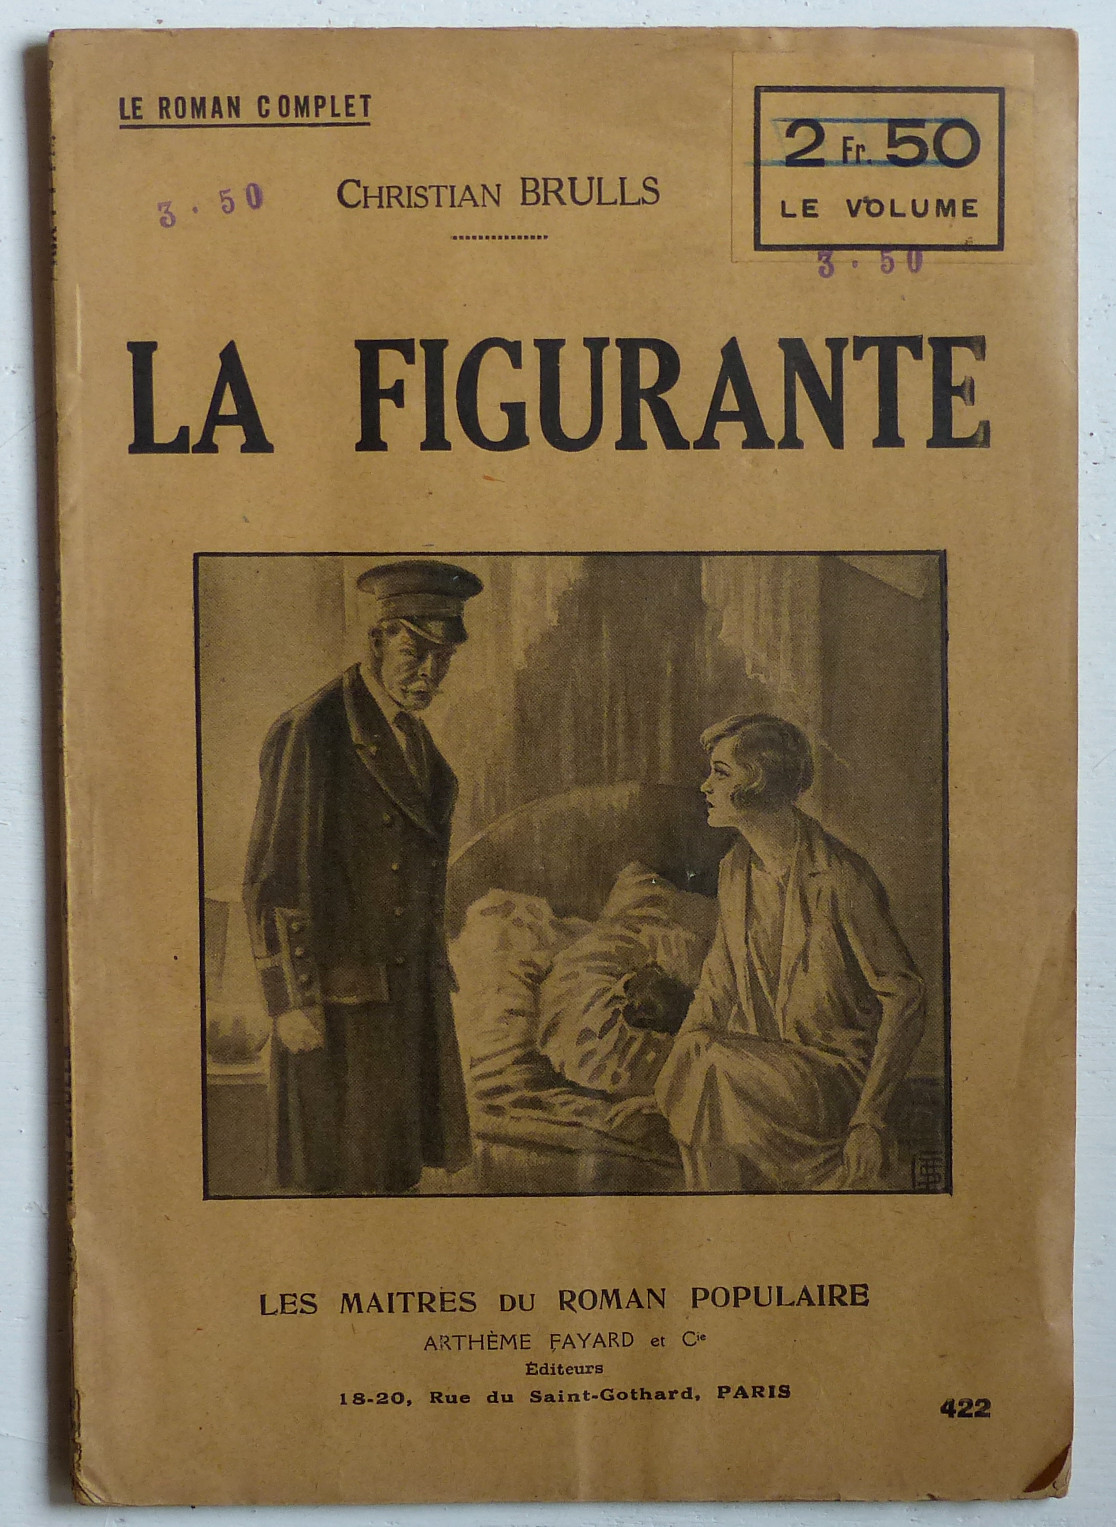 LE ROMAN COMPLET
2 Fr. 50
LE VOLUME
3.50
CHRISTIAN BRULLS
3.50
LA FIGURANTE
LES MAITRES DU ROMAN POPULAIRE
ARTHÈME FAYARD et Cie
Éditeurs
18-20, Rue du Saint-Gothard, PARIS
422